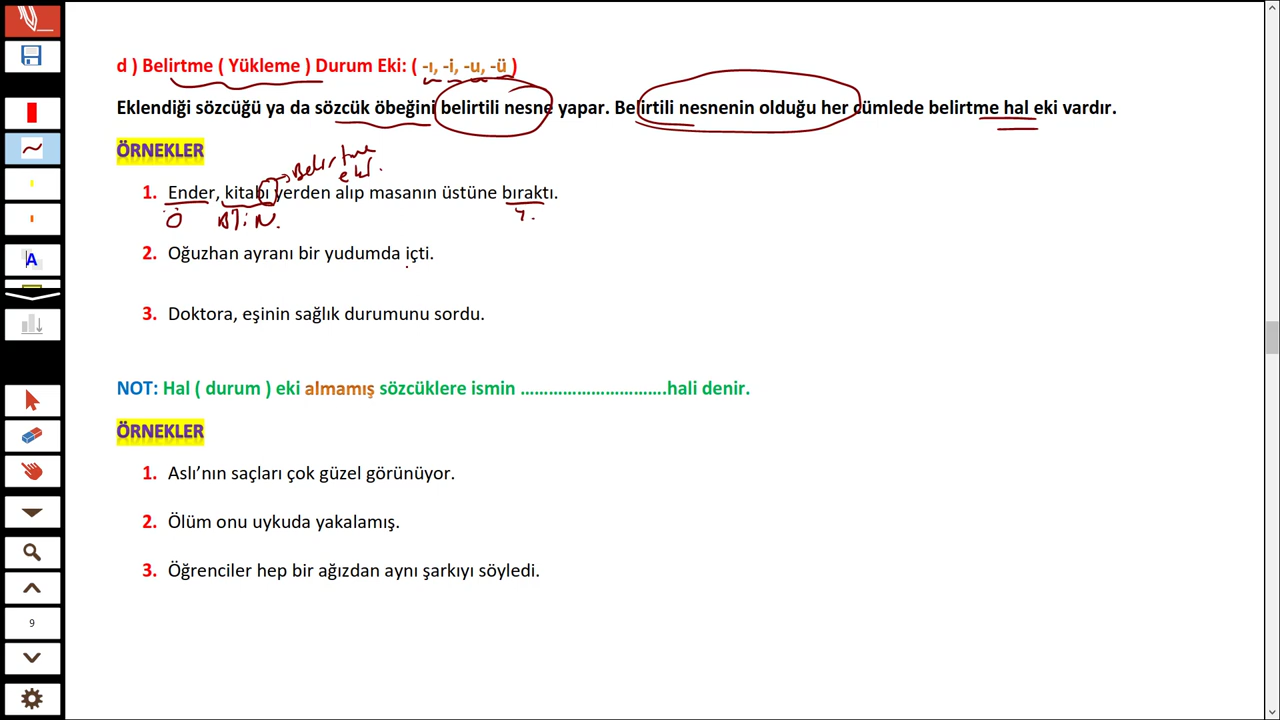 d ) Belirtme ( Yükleme ) Durum Eki: ( -ı, -i, -u, -ü )
Eklendiği sözcüğü ya da sözcük öbeğini belirtili nesne yapar. Belirtili nesnenin olduğu her cümlede belirtme hal eki vardır.
ÖRNEKLER
Belirtme
eki.
1. Ender, kitabı yerden alıp masanın üstüne bıraktı.
Ö B'li N. Y.
2. Oğuzhan ayranı bir yudumda içti.
3. Doktora, eşinin sağlık durumunu sordu.
NOT: Hal ( durum ) eki almamış sözcüklere ismin ………………………….hali denir.
ÖRNEKLER
1. Aslı’nın saçları çok güzel görünüyor.
2. Ölüm onu uykuda yakalamış.
3. Öğrenciler hep bir ağızdan aynı şarkıyı söyledi.
A
9